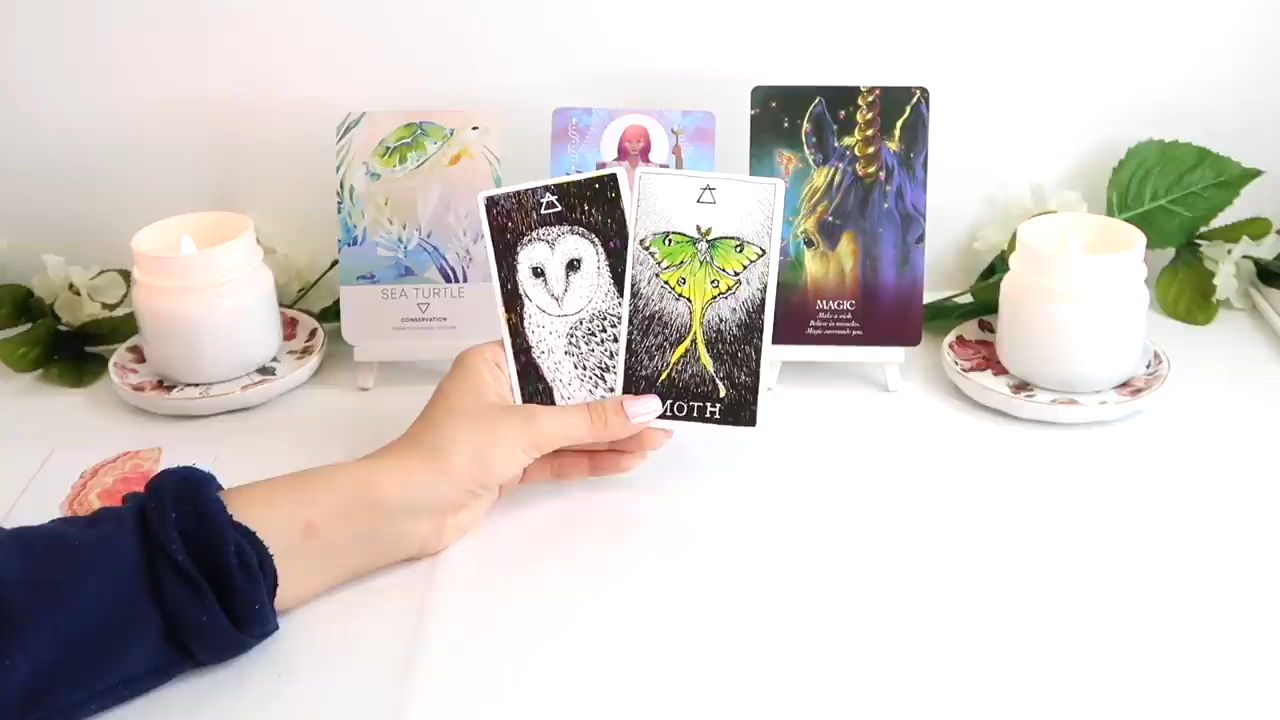 SEA TURTLE
CONSERVATION
MOTH
MAGIC
Make a wish.
Believe in miracles.
Magic surrounds you.